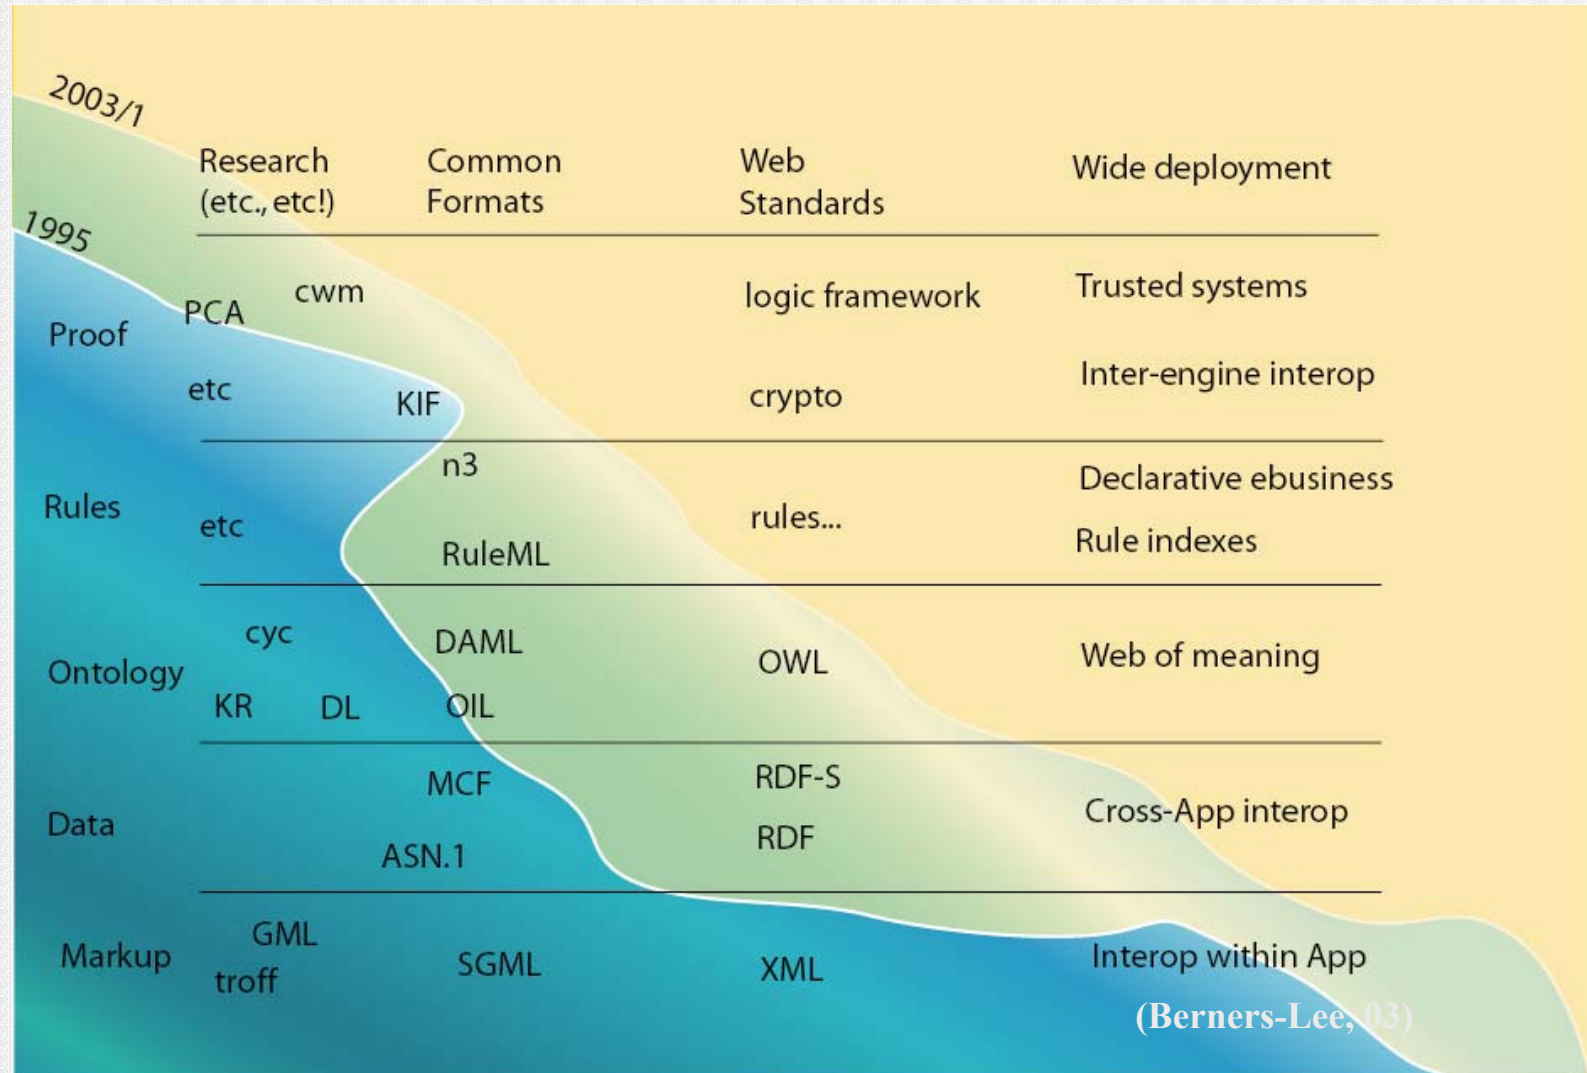 2003/1
Research
(etc., etc!)
Common
Formats
Web
Standards
Wide deployment
1995
Proof
PCA
cwm
logic framework
Trusted systems
etc
KIF
crypto
Inter-engine interop
Rules
etc
n3
RuleML
rules...
Declarative ebusiness
Rule indexes
Ontology
cyc
KR
DL
DAML
OIL
OWL
Web of meaning
Data
MCF
ASN.1
RDF-S
RDF
Cross-App interop
Markup
GML
troff
SGML
XML
Interop within App
(Berners-Lee, 03)